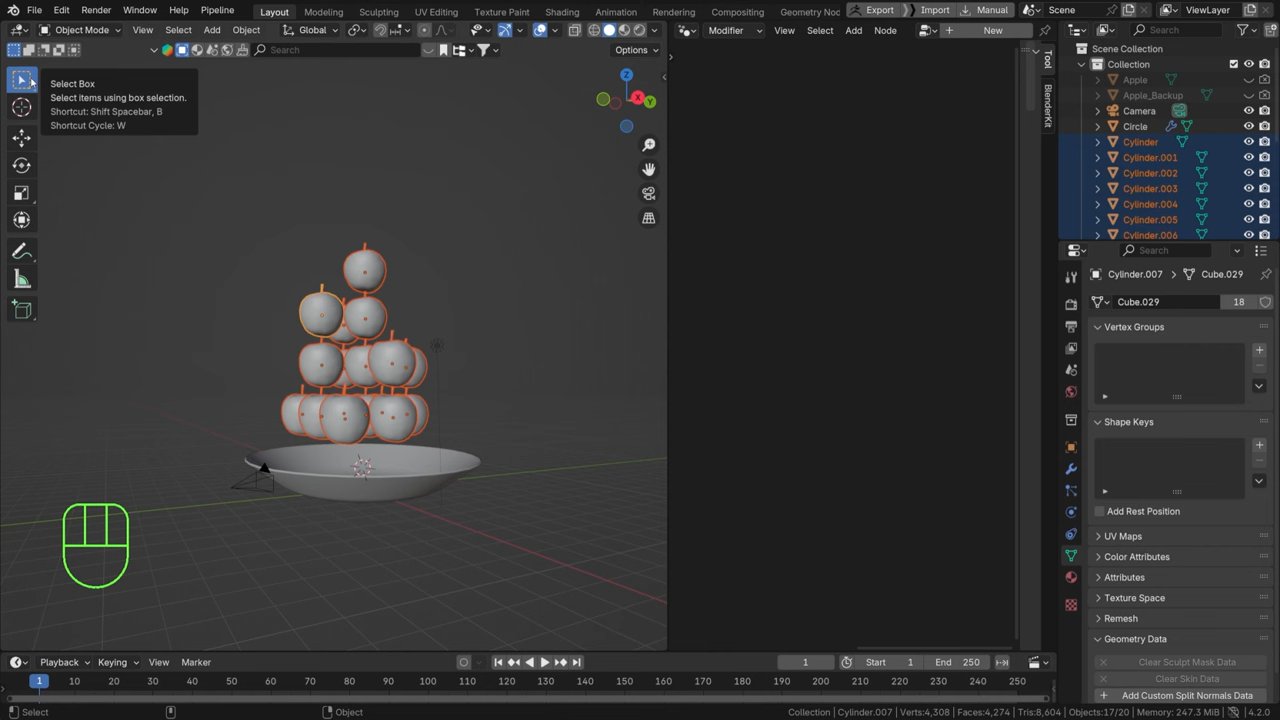 File Edit Render Window Help Pipeline Layout Modeling Sculpting UV Editing Texture Paint Shading Animation Rendering Compositing Geometry Noc Export Import Manual Scene ViewLayer
Object Mode View Select Add Object Global Modifier View Select Add Node New Search
Search Options
Scene Collection
Collection
Apple
Apple_Backup
Camera
Circle
Cylinder
Cylinder.001
Cylinder.002
Cylinder.003
Cylinder.004
Cylinder.005
Cylinder.006
Select Box
Select items using box selection.
Shortcut: Shift Spacebar, B
Shortcut Cycle: W
Z
X
Y
Tool
BlenderKit
Search
Cylinder.007 Cube.029
Cube.029 18
Vertex Groups
Shape Keys
Add Rest Position
UV Maps
Color Attributes
Attributes
Texture Space
Remesh
Geometry Data
Clear Sculpt Mask Data
Clear Skin Data
Add Custom Split Normals Data
Playback Keying View Marker 1 Start 1 End 250
1 10 20 30 40 50 60 70 80 90 100 110 120 130 140 150 160 170 180 190 200 210 220 230 240 250
Select Object Collection | Cylinder.007 | Verts:4,308 | Faces:4,274 | Tris:8,604 | Objects:17/20 | Memory: 247.3 MiB | 4.2.0